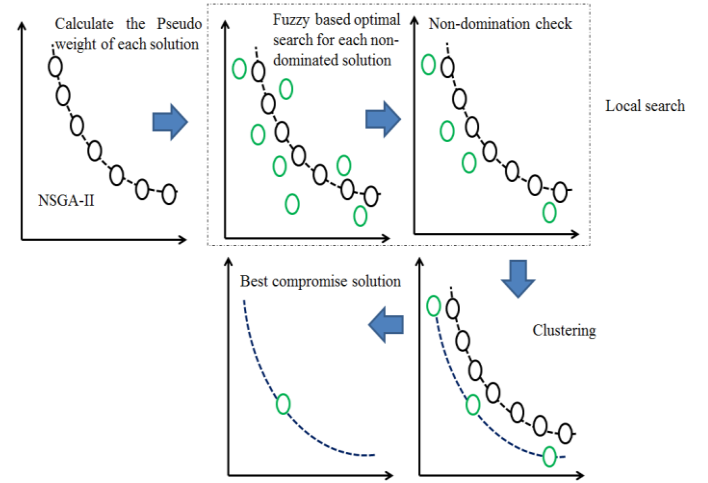 Calculate the Pseudo
weight of each solution
NSGA-II
Fuzzy based optimal
search for each non-
dominated solution
Non-domination check
Local search
Best compromise solution
Clustering